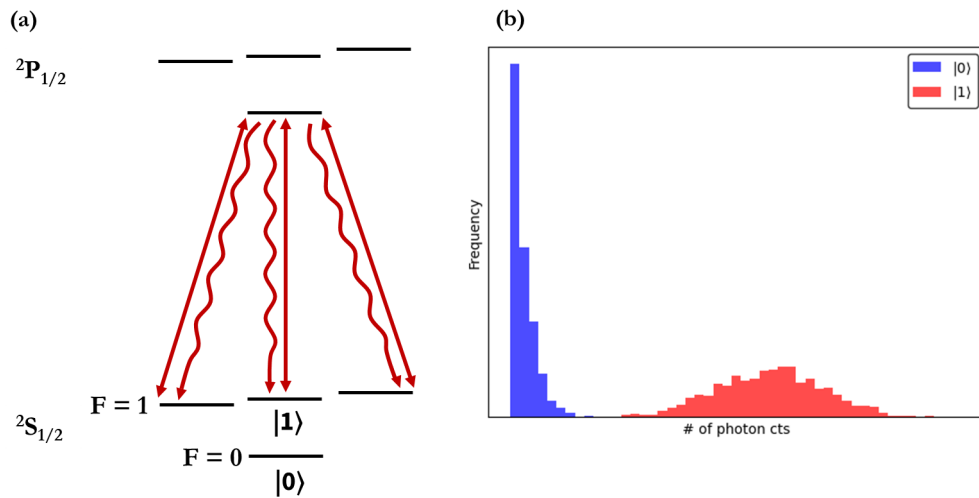 (a)
²P₁/₂
²S₁/₂
F = 1
|1⟩
F = 0
|0⟩
(b)
|0⟩
|1⟩
Frequency
# of photon cts